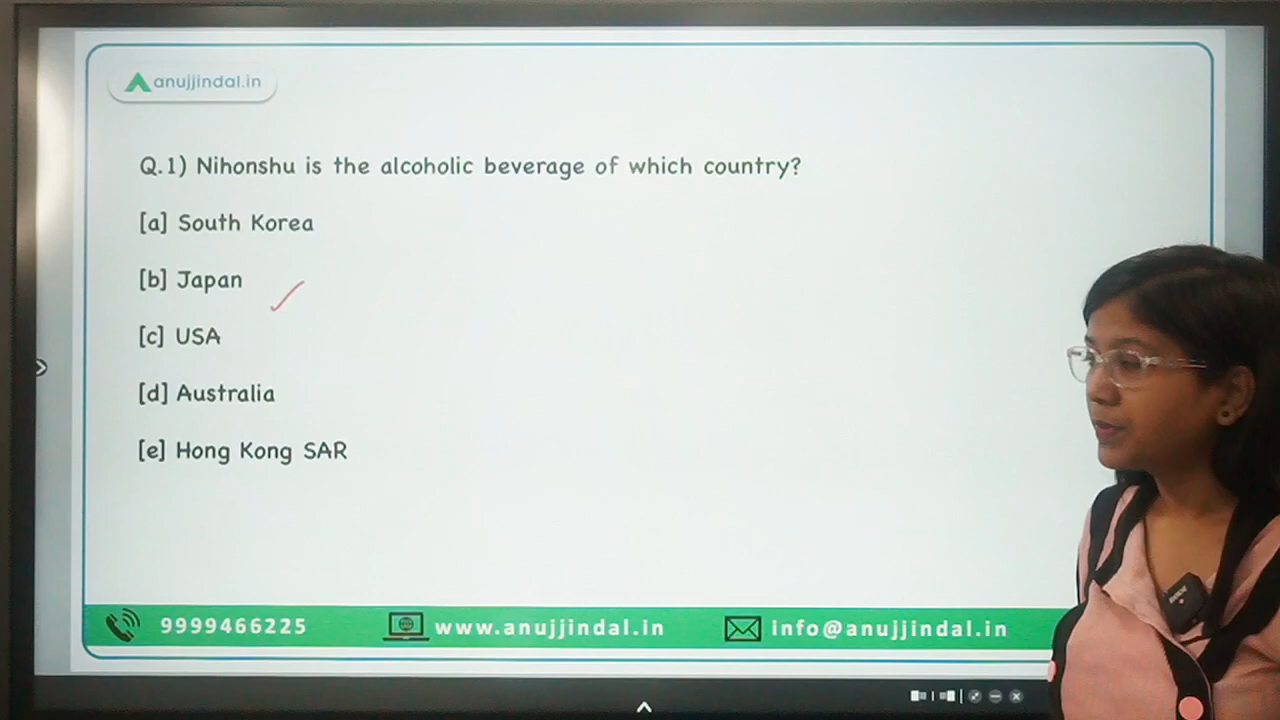 anujjindal.in
Q.1) Nihonshu is the alcoholic beverage of which country?
[a] South Korea
[b] Japan
[c] USA
[d] Australia
[e] Hong Kong SAR
9999466225 www.anujjindal.in info@anujjindal.in